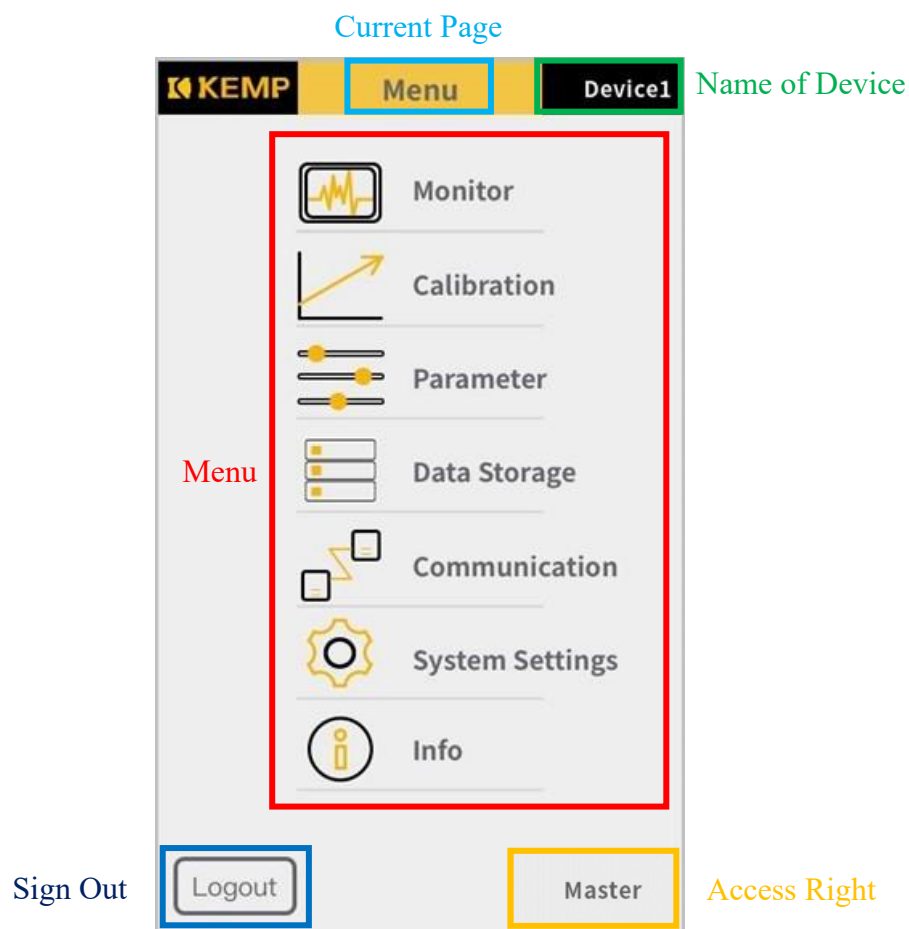 Current Page
KEMP
Menu
Device1
Name of Device
Monitor
Calibration
Parameter
Menu
Data Storage
Communication
System Settings
Info
Sign Out
Logout
Master
Access Right